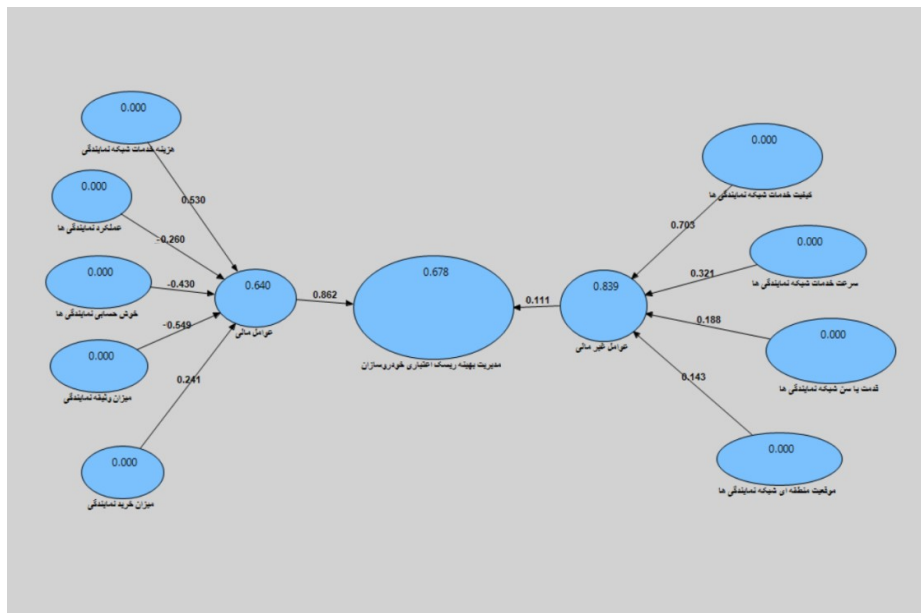 0.000
هزینه خدمات شبکه نمایندگی
0.530
0.000
عملکرد نمایندگی ها
-0.260
0.000
خوش حسابی نمایندگی ها
-0.430
0.000
میزان وثیقه نمایندگی
-0.549
0.000
میزان خرید نمایندگی
0.241
0.640
عوامل مالی
0.862
0.678
مدیریت بهینه ریسک اعتباری خودروسازان
0.111
0.839
عوامل غیر مالی
0.000
کیفیت خدمات شبکه نمایندگی ها
0.703
0.000
سرعت خدمات شبکه نمایندگی ها
0.321
0.000
قدمت یا سن شبکه نمایندگی ها
0.188
0.000
موقعیت منطقه ای شبکه نمایندگی ها
0.143